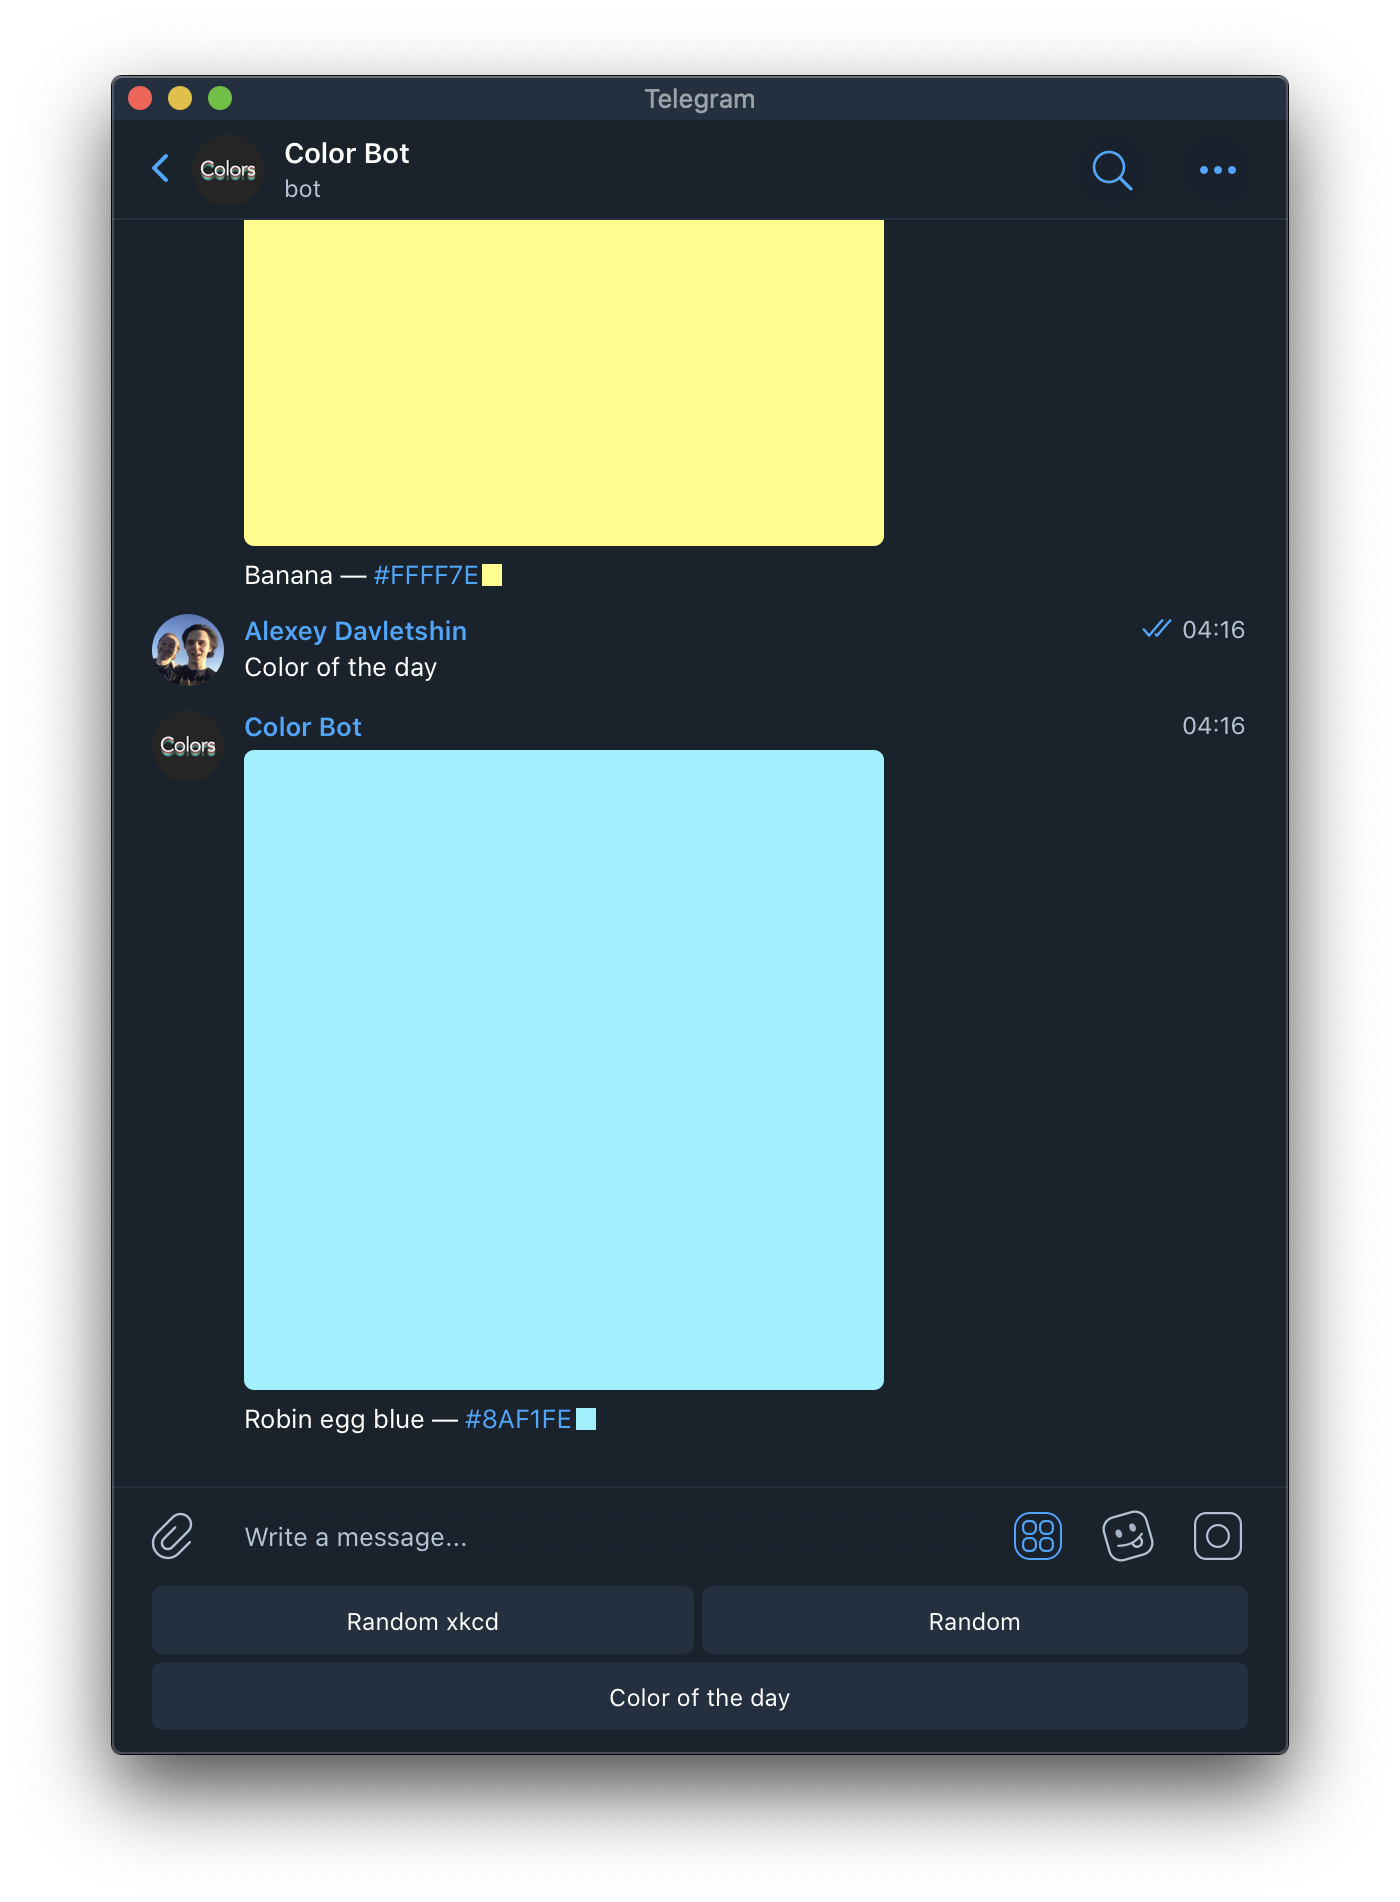 Telegram
Colors
Color Bot
bot
Banana — #FFFF7E
Alexey Davletshin
04:16
Color of the day
Colors
Color Bot
04:16
Robin egg blue — #8AF1FE
Write a message...
Random xkcd
Random
Color of the day